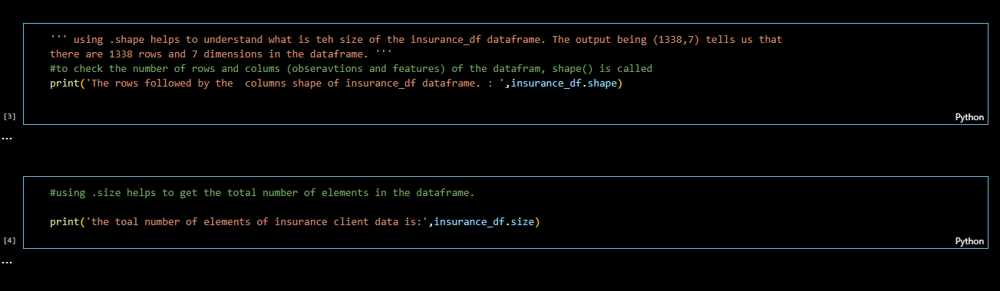 ''' using .shape helps to understand what is teh size of the insurance_df dataframe. The output being (1338,7) tells us that
there are 1338 rows and 7 dimensions in the dataframe. '''
#to check the number of rows and colums (obseravtions and features) of the datafram, shape() is called
print('The rows followed by the  columns shape of insurance_df dataframe. : ',insurance_df.shape)
[3]
Python
...
#using .size helps to get the total number of elements in the dataframe.
print('the toal number of elements of insurance client data is:',insurance_df.size)
[4]
Python
...